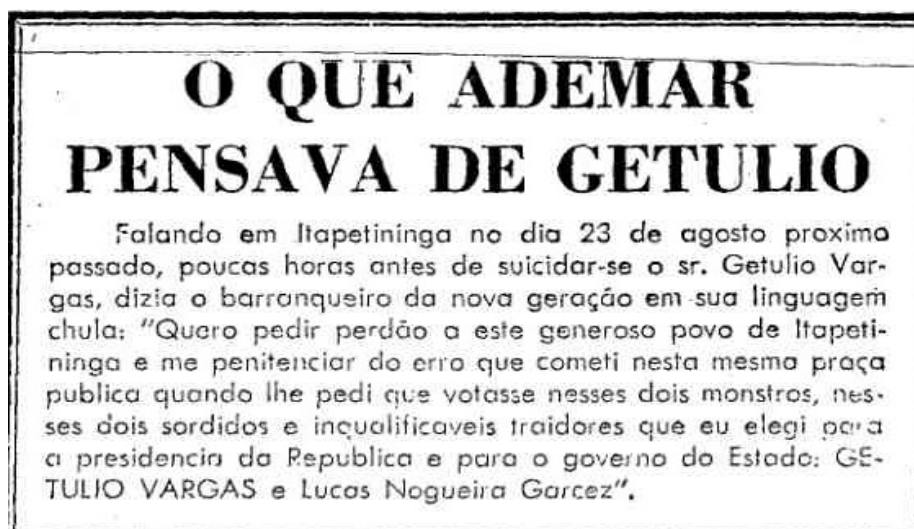 O QUE ADEMAR
PENSAVA DE GETULIO
Falando em Itapetininga no dia 23 de agosto proximo
passado, poucas horas antes de suicidar-se o sr. Getulio Var-
gas, dizia o barranqueiro da nova geração em sua linguagem
chula: "Quero pedir perdão a este generoso povo de Itapeti-
ninga e me penitenciar do erro que cometi nesta mesma praça
publica quando lhe pedi que votasse nesses dois monstros, nes-
ses dois sordidos e inqualificaveis traidores que eu elegi para
a presidencia da Republica e para o governo do Estado: GE-
TULIO VARGAS e Lucas Nogueira Garcez".